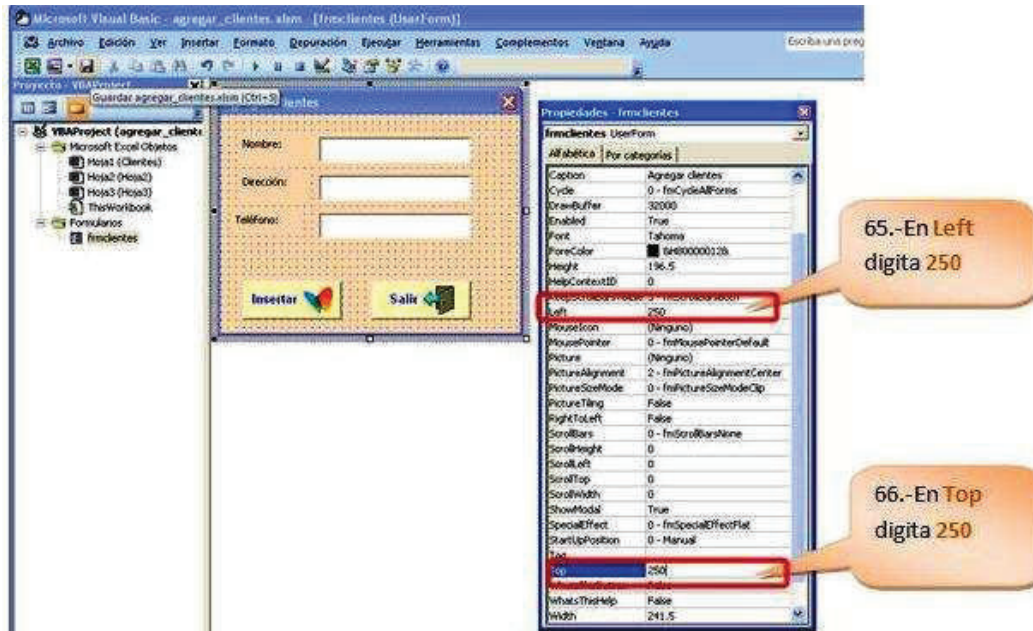 Microsoft Visual Basic - agregar_clientes.xlsm - [frmclientes (UserForm)]
Archivo Edición Ver Insertar Formato Depuración Ejecutar Herramientas Complementos Ventana Ayuda
Escriba una preg
Proyecto - VBAProject
Guardar agregar_clientes.xlsm (Ctrl+S)
VBAProject (agregar_cliente
Microsoft Excel Objetos
Hoja1 (Clientes)
Hoja2 (Hoja2)
Hoja3 (Hoja3)
ThisWorkbook
Formularios
frmclientes
Nombre:
Dirección:
Teléfono:
Insertar
Salir
Propiedades - frmclientes
frmclientes UserForm
Alfabética Por categorías
Caption Agregar clientes
Cycle 0 - fmCycleAllForms
DrawBuffer 32000
Enabled True
Font Tahoma
ForeColor &H80000012&
Height 196.5
HelpContextID 0
Left 250
MouseIcon (Ninguno)
MousePointer 0 - fmMousePointerDefault
Picture (Ninguno)
PictureAlignment 2 - fmPictureAlignmentCenter
PictureSizeMode 0 - fmPictureSizeModeClip
PictureTiling False
RightToLeft False
ScrollBars 0 - fmScrollBarsNone
ScrollHeight 0
ScrollLeft 0
ScrollTop 0
ScrollWidth 0
ShowModal True
SpecialEffect 0 - fmSpecialEffectFlat
StartUpPosition 0 - Manual
Tag
Top 250
WhatsThisHelp False
Width 241.5
65.-En Left
digita 250
66.-En Top
digita 250